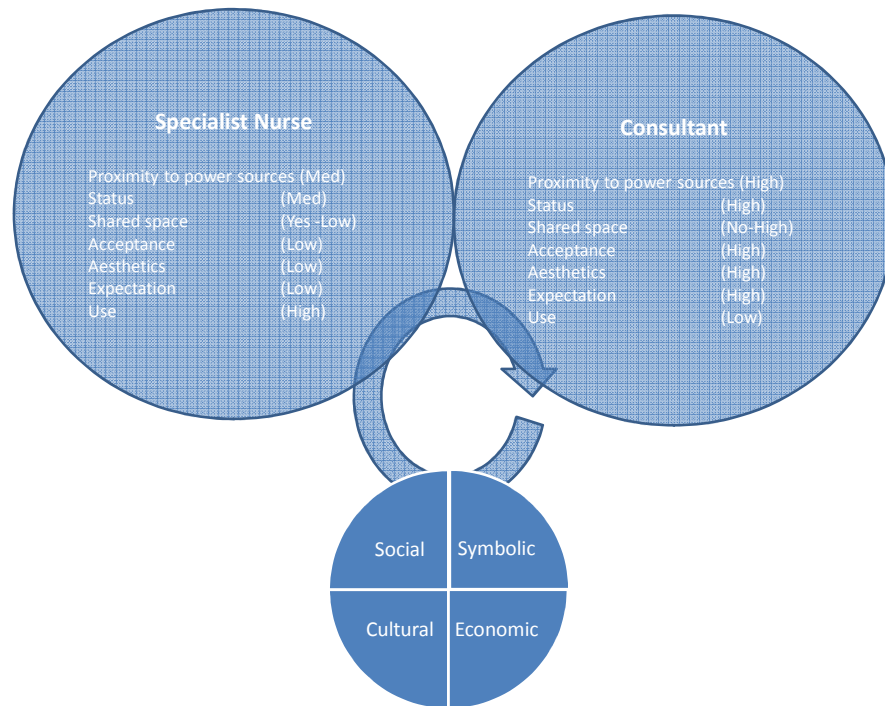 Specialist Nurse
Proximity to power sources (Med)
Status (Med)
Shared space (Yes -Low)
Acceptance (Low)
Aesthetics (Low)
Expectation (Low)
Use (High)
Consultant
Proximity to power sources (High)
Status (High)
Shared space (No-High)
Acceptance (High)
Aesthetics (High)
Expectation (High)
Use (Low)
Social Symbolic
Cultural Economic